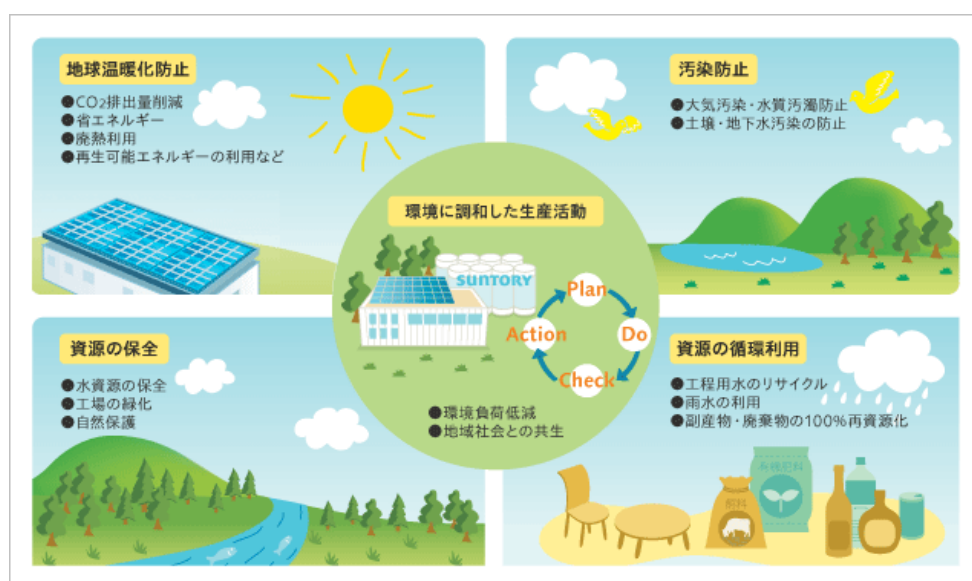 地球温暖化防止
●CO2排出量削減
●省エネルギー
●廃熱利用
●再生可能エネルギーの利用など
汚染防止
●大気汚染・水質汚濁防止
●土壌・地下水汚染の防止
環境に調和した生産活動
SUNTORY
Plan
Do
Check
Action
●環境負荷低減
●地域社会との共生
資源の保全
●水資源の保全
●工場の緑化
●自然保護
資源の循環利用
●工程用水のリサイクル
●雨水の利用
●副産物・廃棄物の100%再資源化
有機肥料
飼料